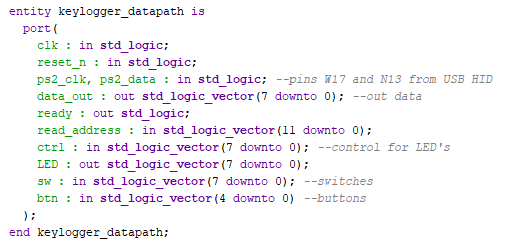 entity keylogger_datapath is
port(
clk : in std_logic;
reset_n : in std_logic;
ps2_clk, ps2_data : in std_logic; --pins W17 and N13 from USB HID
data_out : out std_logic_vector(7 downto 0); --out data
ready : out std_logic;
read_address : in std_logic_vector(11 downto 0);
ctrl : in std_logic_vector(7 downto 0); --control for LED's
LED : out std_logic_vector(7 downto 0);
sw : in std_logic_vector(7 downto 0); --switches
btn : in std_logic_vector(4 downto 0) --buttons
);
end keylogger_datapath;